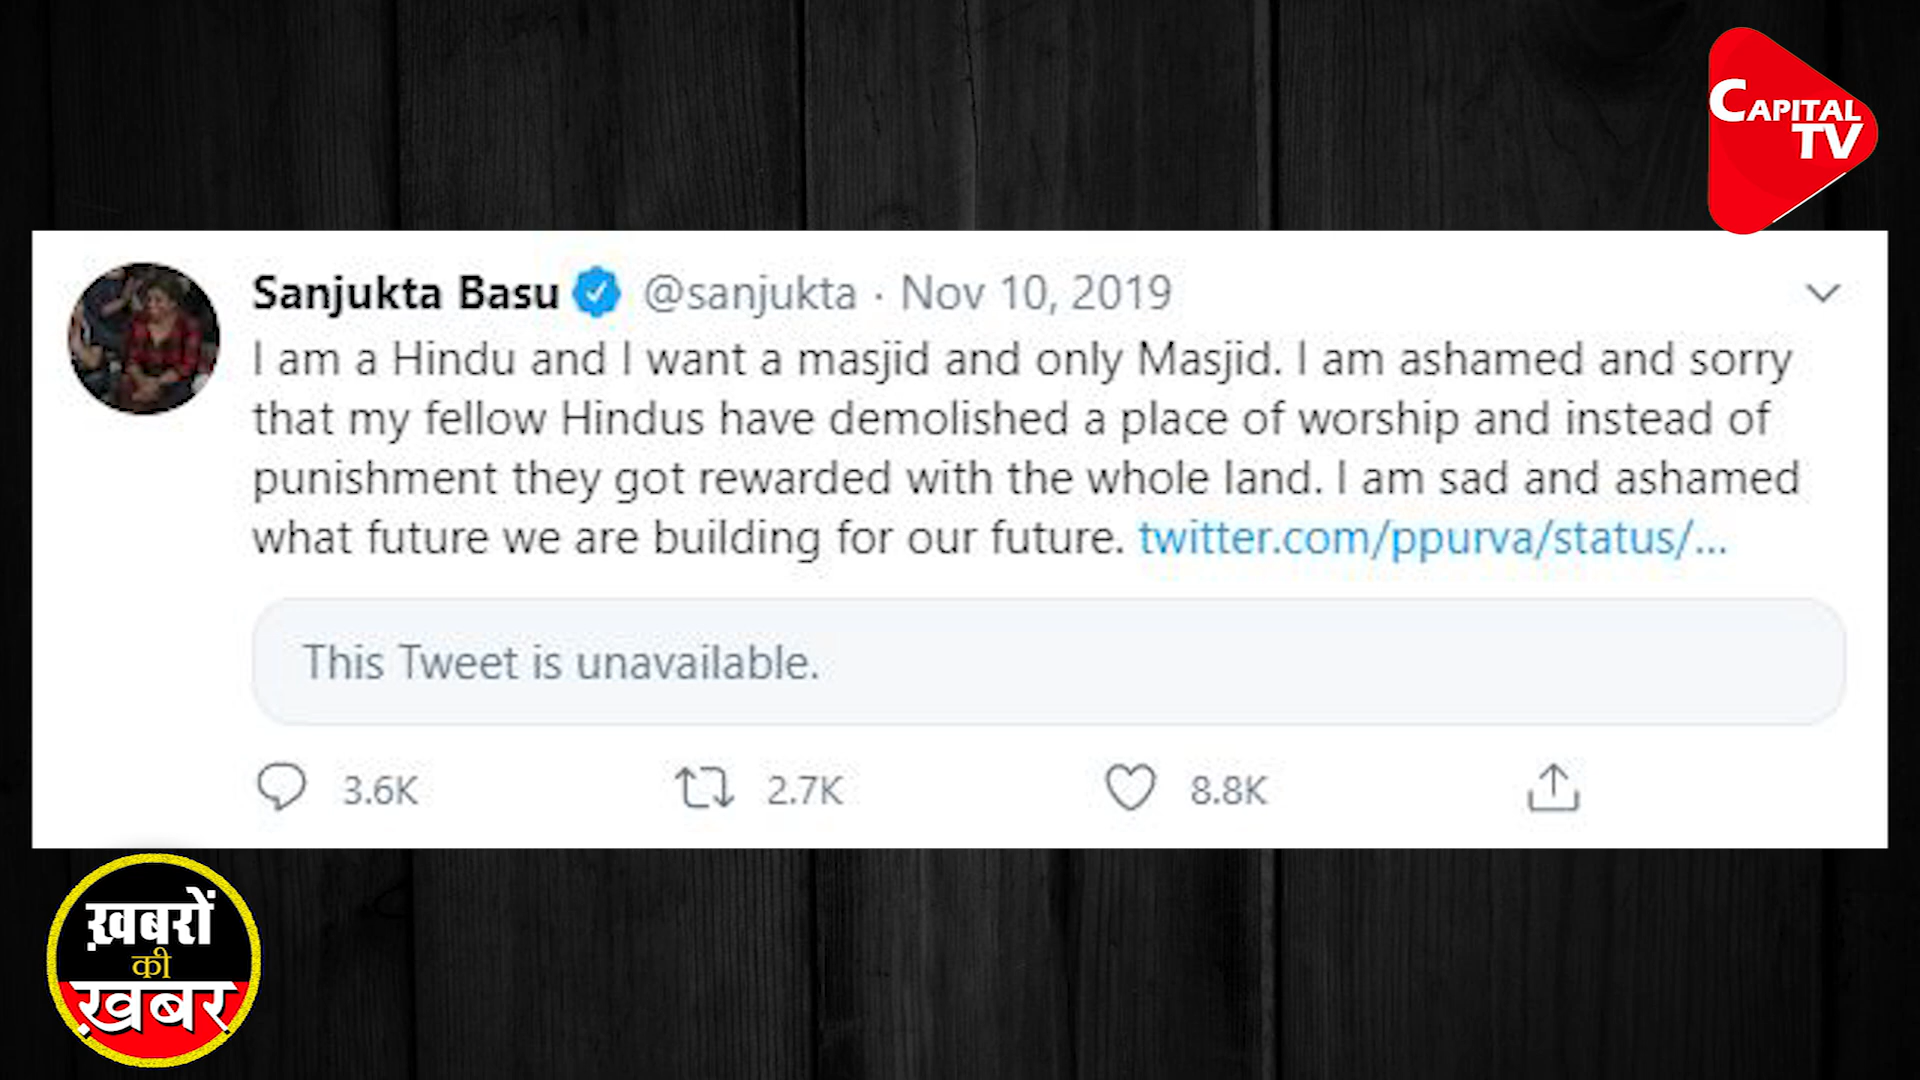 CAPITAL
TV
Sanjukta Basu @sanjukta · Nov 10, 2019
I am a Hindu and I want a masjid and only Masjid. I am ashamed and sorry
that my fellow Hindus have demolished a place of worship and instead of
punishment they got rewarded with the whole land. I am sad and ashamed
what future we are building for our future. twitter.com/ppurva/status/...
This Tweet is unavailable.
3.6K 2.7K 8.8K
ख़बरों
की
ख़बर